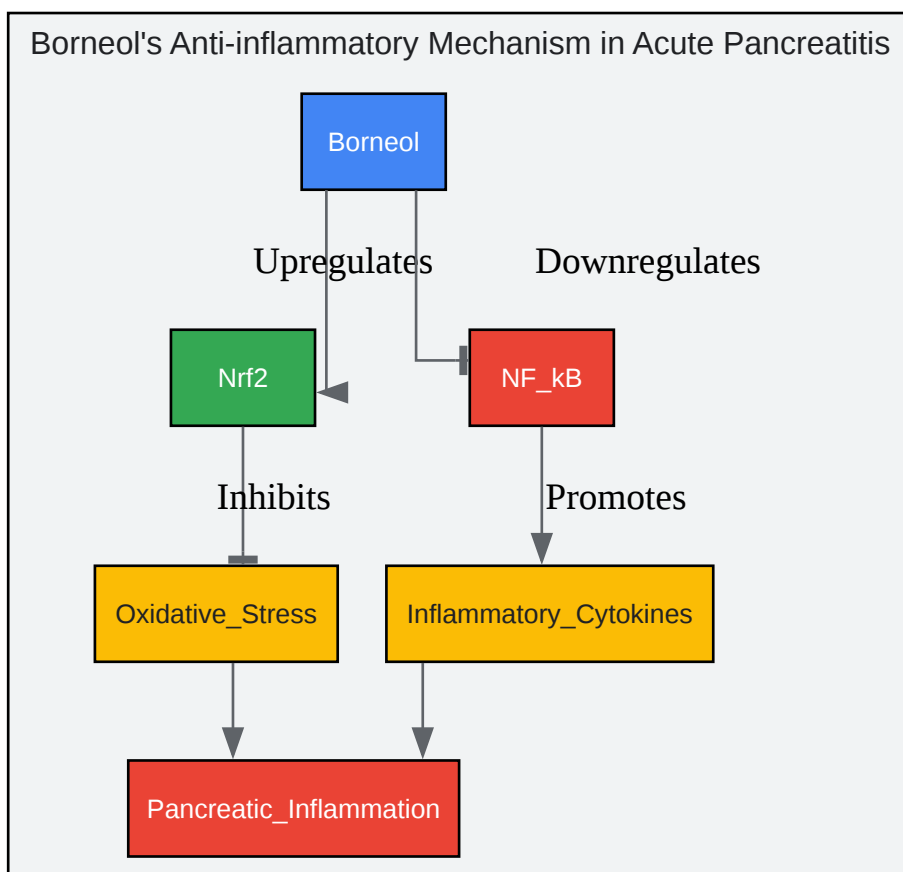 Borneol's Anti-inflammatory Mechanism in Acute Pancreatitis
Borneol
Upregulates
Downregulates
Nrf2
NF_kB
Inhibits
Promotes
Oxidative_Stress
Inflammatory_Cytokines
Pancreatic_Inflammation